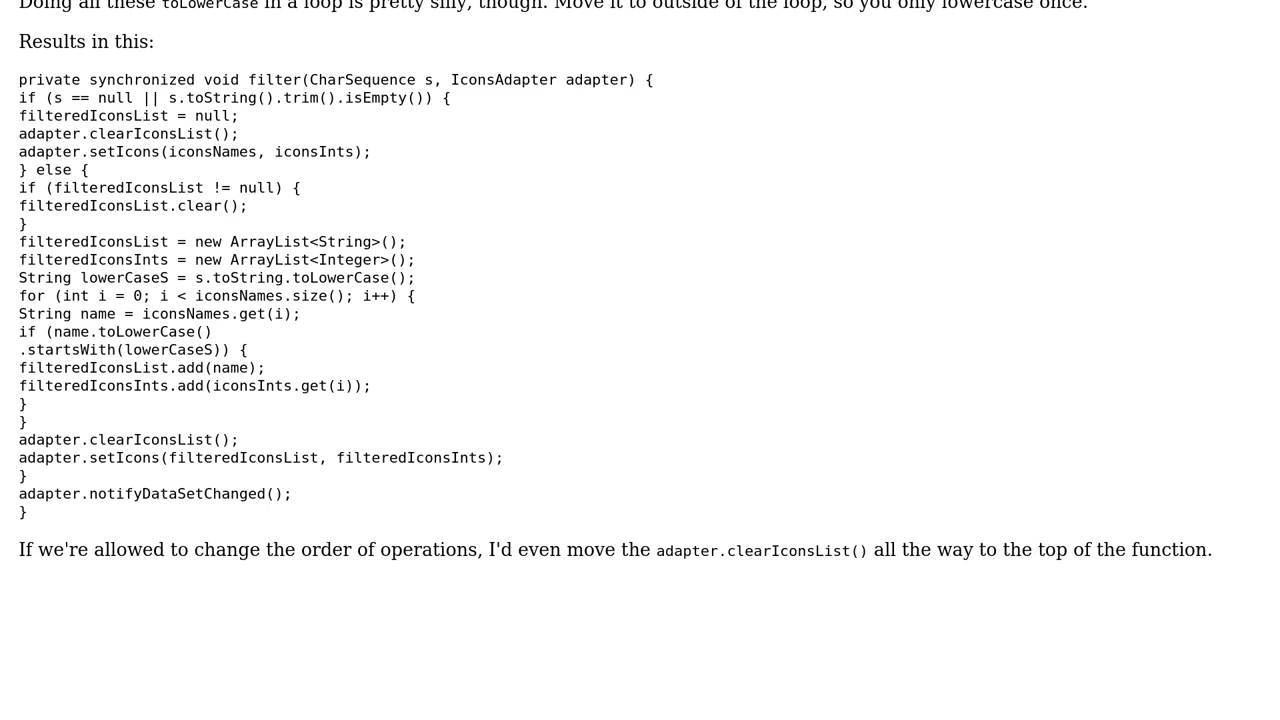 Doing all these toLowerCase in a loop is pretty silly, though. Move it to outside of the loop, so you only lowercase once.
Results in this:
private synchronized void filter(CharSequence s, IconsAdapter adapter) {
if (s == null || s.toString().trim().isEmpty()) {
filteredIconsList = null;
adapter.clearIconsList();
adapter.setIcons(iconsNames, iconsInts);
} else {
if (filteredIconsList != null) {
filteredIconsList.clear();
}
filteredIconsList = new ArrayList<String>();
filteredIconsInts = new ArrayList<Integer>();
String lowerCaseS = s.toString.toLowerCase();
for (int i = 0; i < iconsNames.size(); i++) {
String name = iconsNames.get(i);
if (name.toLowerCase()
.startsWith(lowerCaseS)) {
filteredIconsList.add(name);
filteredIconsInts.add(iconsInts.get(i));
}
}
adapter.clearIconsList();
adapter.setIcons(filteredIconsList, filteredIconsInts);
}
adapter.notifyDataSetChanged();
}
If we're allowed to change the order of operations, I'd even move the adapter.clearIconsList() all the way to the top of the function.